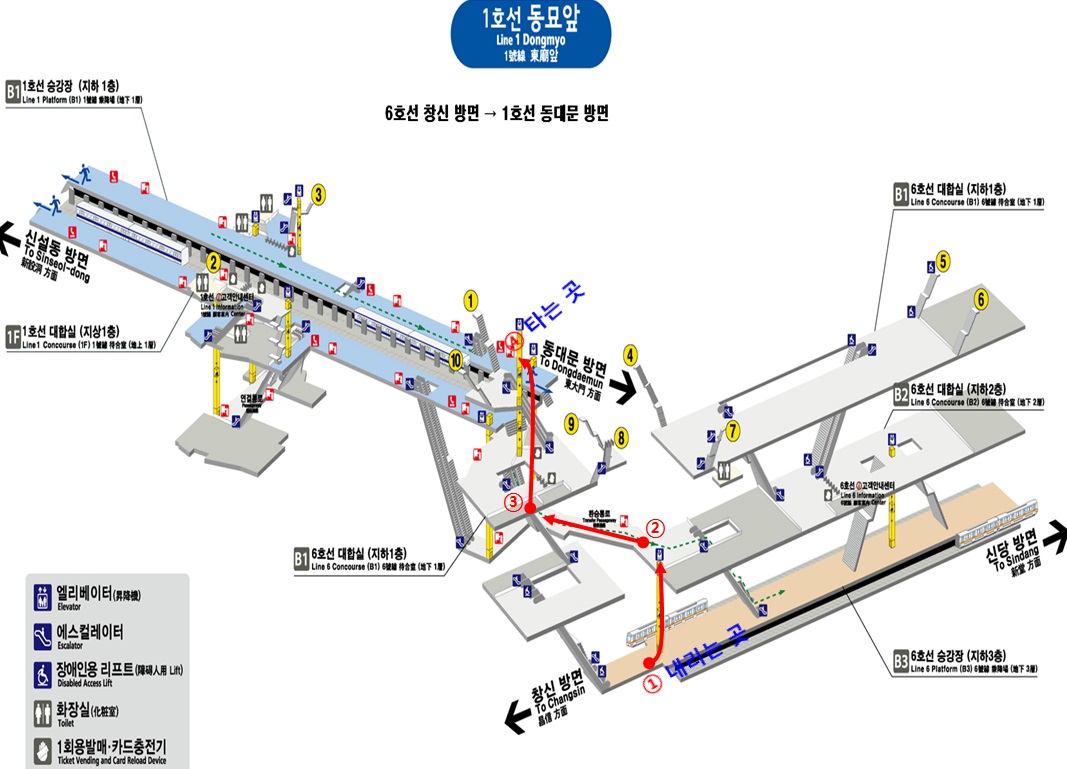 1호선 동묘앞
Line 1 Dongmyo
1號線 東廟앞
6호선 창신 방면 → 1호선 동대문 방면
B1 1호선 승강장 (지하 1층)
Line 1 Platform (B1) 1號線 乘降場 (地下 1層)
3
신설동 방면
To Sinseol-dong
新設洞 方面
2
1호선 고객안내센터
Line 1 Information
1F 1호선 대합실 (지상1층)
Line1 Concourse (1F) 1號線 待合室 (地上 1層)
연결통로
1
10
④ 타는 곳
동대문 방면
To Dongdaemun
東大門 方面
4
9
8
B1 6호선 대합실 (지하1층)
Line 6 Concourse (B1) 6號線 待合室 (地下 1層)
5
6
7
B2 6호선 대합실 (지하2층)
Line 6 Concourse (B2) 6號線 待合室 (地下 2層)
6호선 고객안내센터
Line 6 Information Center
③
환승통로
Transfer Passageway
②
B1 6호선 대합실 (지하1층)
Line 6 Concourse (B1) 6號線 待合室 (地下 1層)
신당 방면
To Sindang
新堂 方面
① 내리는 곳
창신 방면
To Changsin
昌信 方面
B3 6호선 승강장 (지하3층)
Line 6 Platform (B3) 6號線 乘降場 (地下 3層)
엘리베이터(昇降機)
Elevator
에스컬레이터
Escalator
장애인용 리프트(障碍人用 Lift)
Disabled Access Lift
화장실(化粧室)
Toilet
1회용발매·카드충전기
Ticket Vending and Card Reload Device